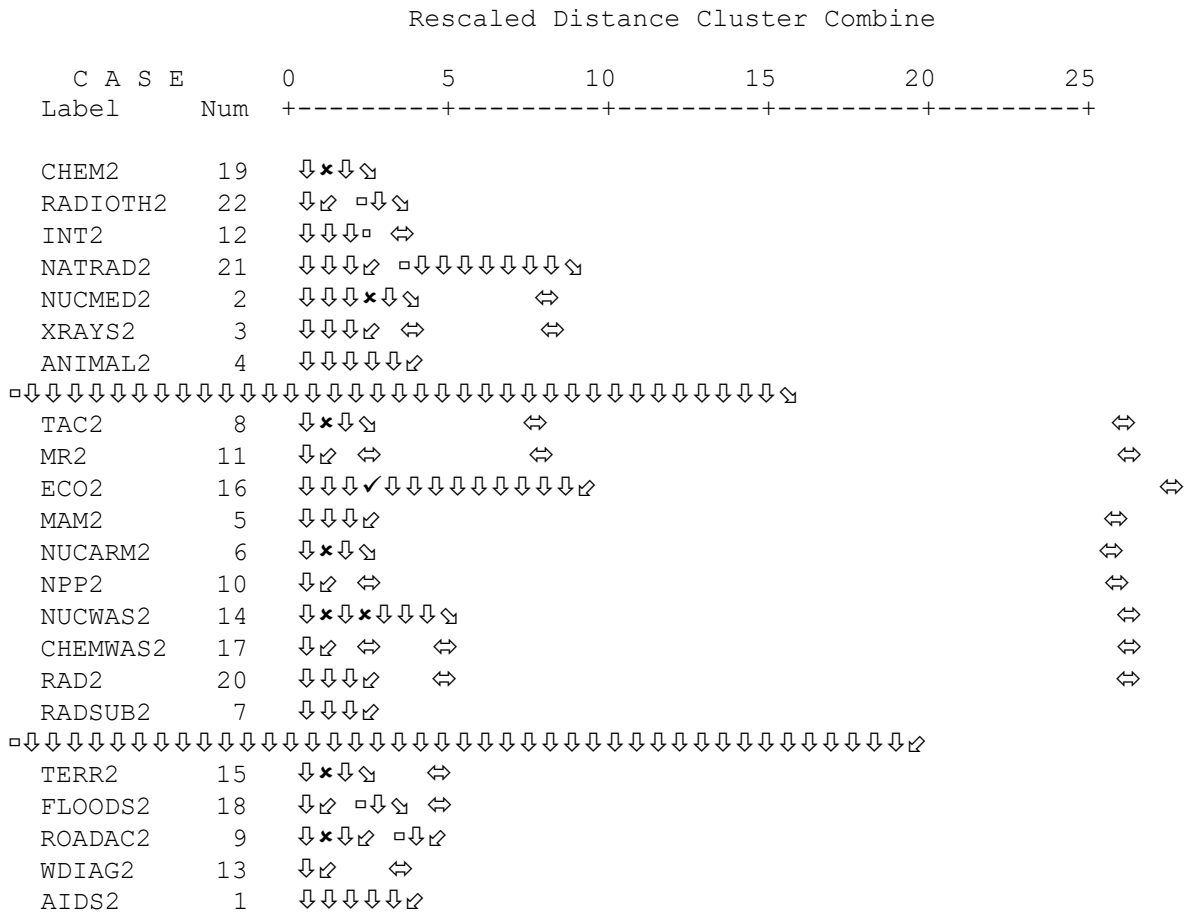 Rescaled Distance Cluster Combine
C A S E 0 5 10 15 20 25
Label Num +---------+---------+---------+---------+---------+
CHEM2 19 ⇩×⇩⬂
RADIOTH2 22 ⇩⬃ ▫⇩⬂
INT2 12 ⇩⇩⇩▫ ⇔
NATRAD2 21 ⇩⇩⇩⬃ ▫⇩⇩⇩⇩⇩⇩⇩⇩⬂
NUCMED2 2 ⇩⇩⇩×⇩⬂ ⇔
XRAYS2 3 ⇩⇩⇩⬃ ⇔ ⇔
ANIMAL2 4 ⇩⇩⇩⇩⇩⬃
▫⇩⇩⇩⇩⇩⇩⇩⇩⇩⇩⇩⇩⇩⇩⇩⇩⇩⇩⇩⇩⇩⇩⇩⇩⇩⇩⇩⇩⇩⇩⇩⇩⇩⇩⇩⬂
TAC2 8 ⇩×⇩⬂ ⇔ ⇔
MR2 11 ⇩⬃ ⇔ ⇔ ⇔
ECO2 16 ⇩⇩⇩✓⇩⇩⇩⇩⇩⇩⇩⇩⇩⬃ ⇔
MAM2 5 ⇩⇩⇩⬃ ⇔
NUCARM2 6 ⇩×⇩⬂ ⇔
NPP2 10 ⇩⬃ ⇔ ⇔
NUCWAS2 14 ⇩×⇩×⇩⇩⇩⬂ ⇔
CHEMWAS2 17 ⇩⬃ ⇔ ⇔ ⇔
RAD2 20 ⇩⇩⇩⬃ ⇔ ⇔
RADSUB2 7 ⇩⇩⇩⬃
▫⇩⇩⇩⇩⇩⇩⇩⇩⇩⇩⇩⇩⇩⇩⇩⇩⇩⇩⇩⇩⇩⇩⇩⇩⇩⇩⇩⇩⇩⇩⇩⇩⇩⇩⇩⇩⇩⇩⇩⇩⇩⬃
TERR2 15 ⇩×⇩⬂ ⇔
FLOODS2 18 ⇩⬃ ▫⇩⬂ ⇔
ROADAC2 9 ⇩×⇩⬃ ▫⇩⬃
WDIAG2 13 ⇩⬃ ⇔
AIDS2 1 ⇩⇩⇩⇩⇩⬃